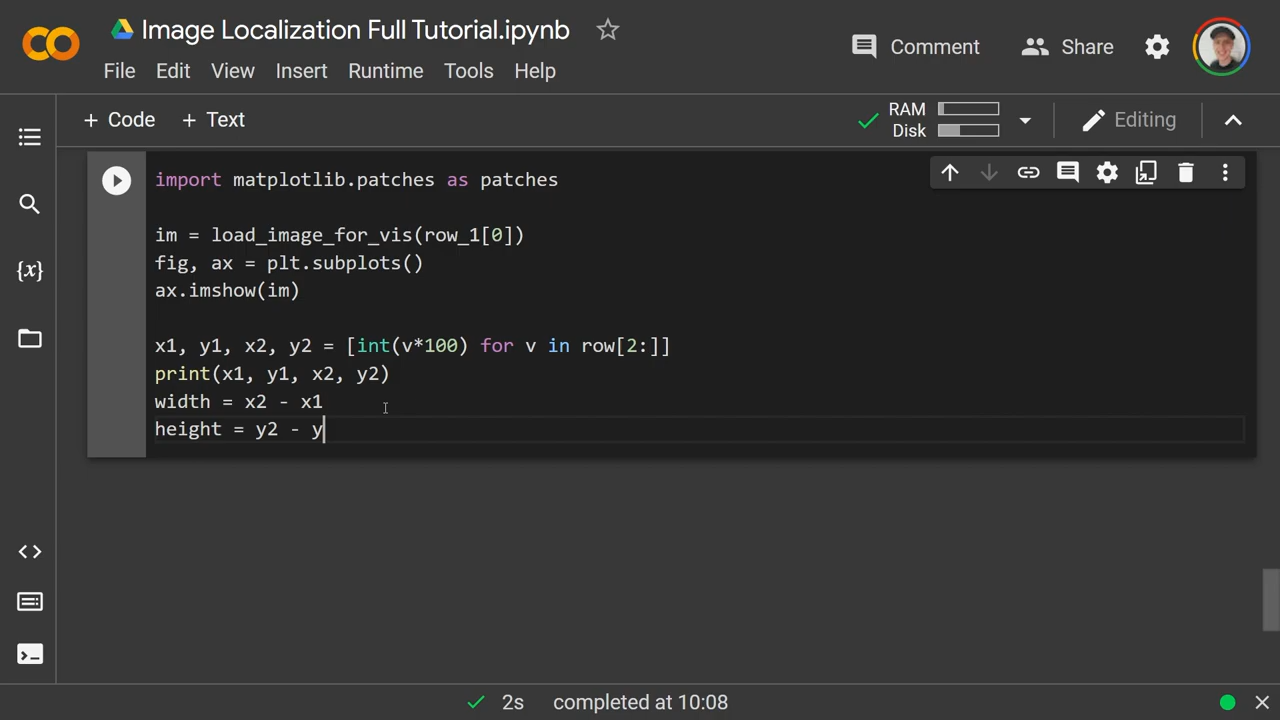 Image Localization Full Tutorial.ipynb
Comment
Share
File Edit View Insert Runtime Tools Help
+ Code + Text
RAM
Disk
Editing
{x}
import matplotlib.patches as patches
im = load_image_for_vis(row_1[0])
fig, ax = plt.subplots()
ax.imshow(im)
x1, y1, x2, y2 = [int(v*100) for v in row[2:]]
print(x1, y1, x2, y2)
width = x2 - x1
height = y2 - y
2s completed at 10:08